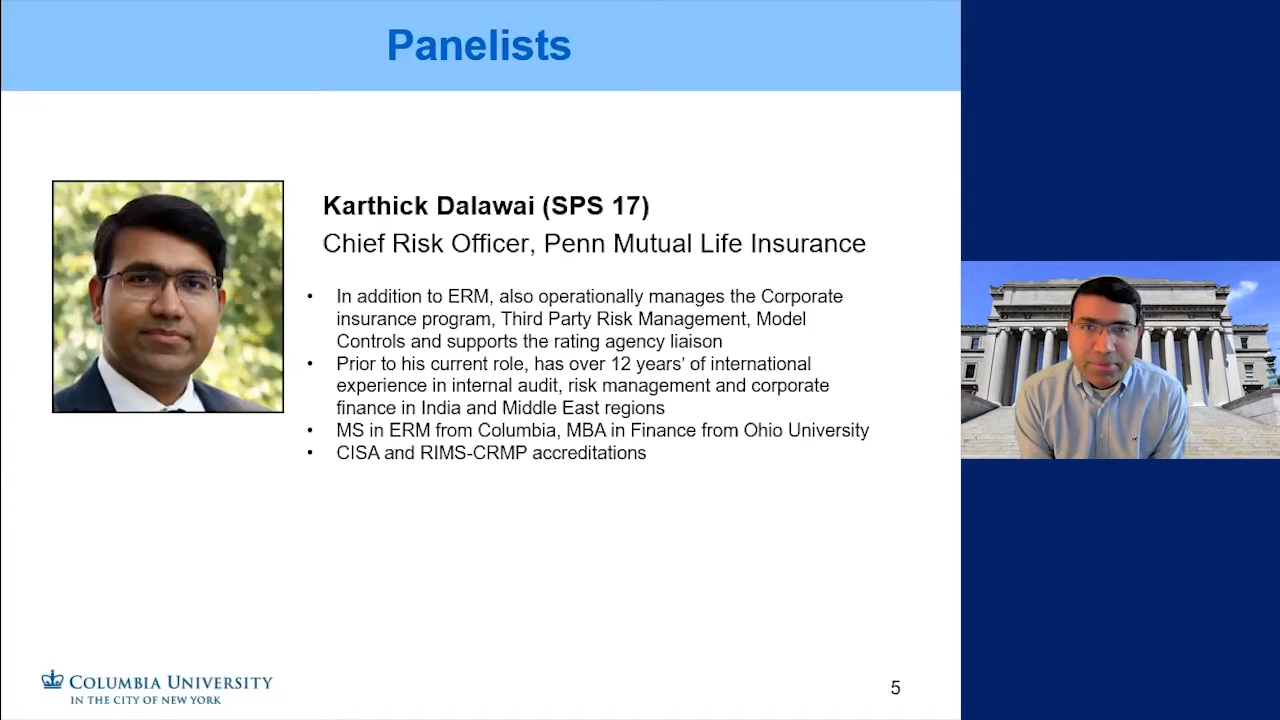 Panelists
Karthick Dalawai (SPS 17)
Chief Risk Officer, Penn Mutual Life Insurance
• In addition to ERM, also operationally manages the Corporate
insurance program, Third Party Risk Management, Model
Controls and supports the rating agency liaison
• Prior to his current role, has over 12 years’ of international
experience in internal audit, risk management and corporate
finance in India and Middle East regions
• MS in ERM from Columbia, MBA in Finance from Ohio University
• CISA and RIMS-CRMP accreditations
COLUMBIA UNIVERSITY
IN THE CITY OF NEW YORK
5